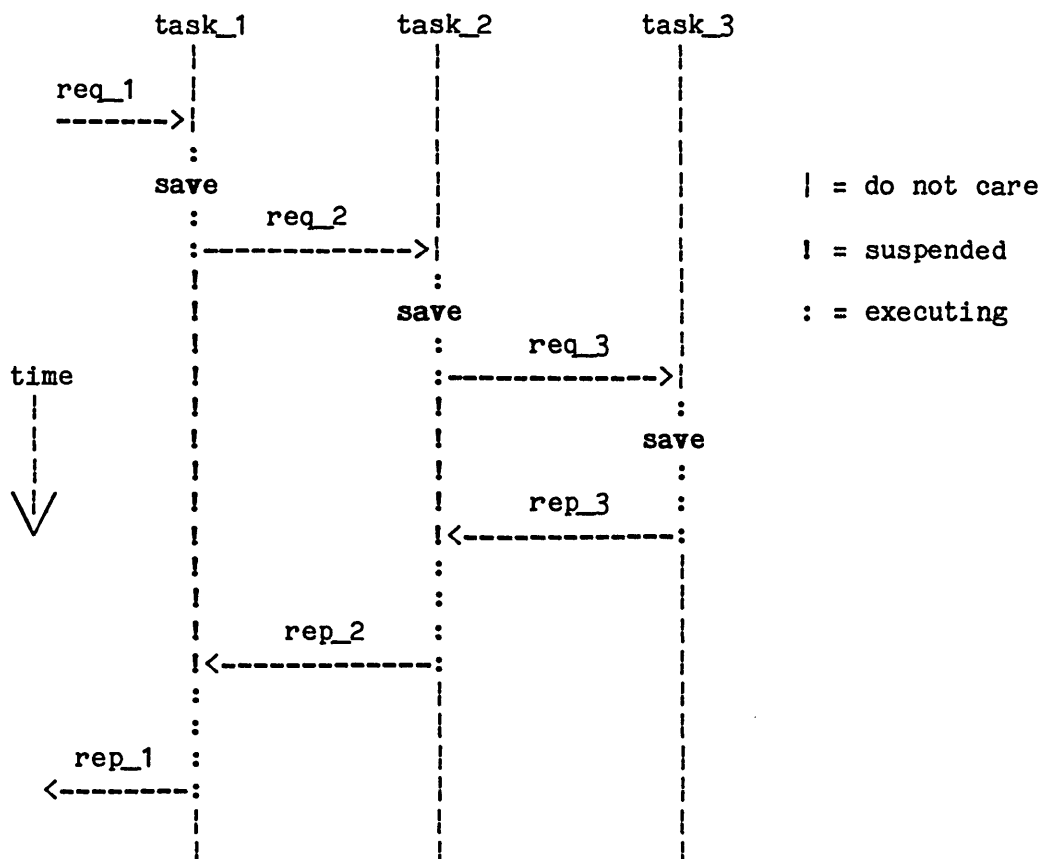 task_1 task_2 task_3
req_1
save
| = do not care
req_2
! = suspended
save
: = executing
req_3
time
save
rep_3
rep_2
rep_1